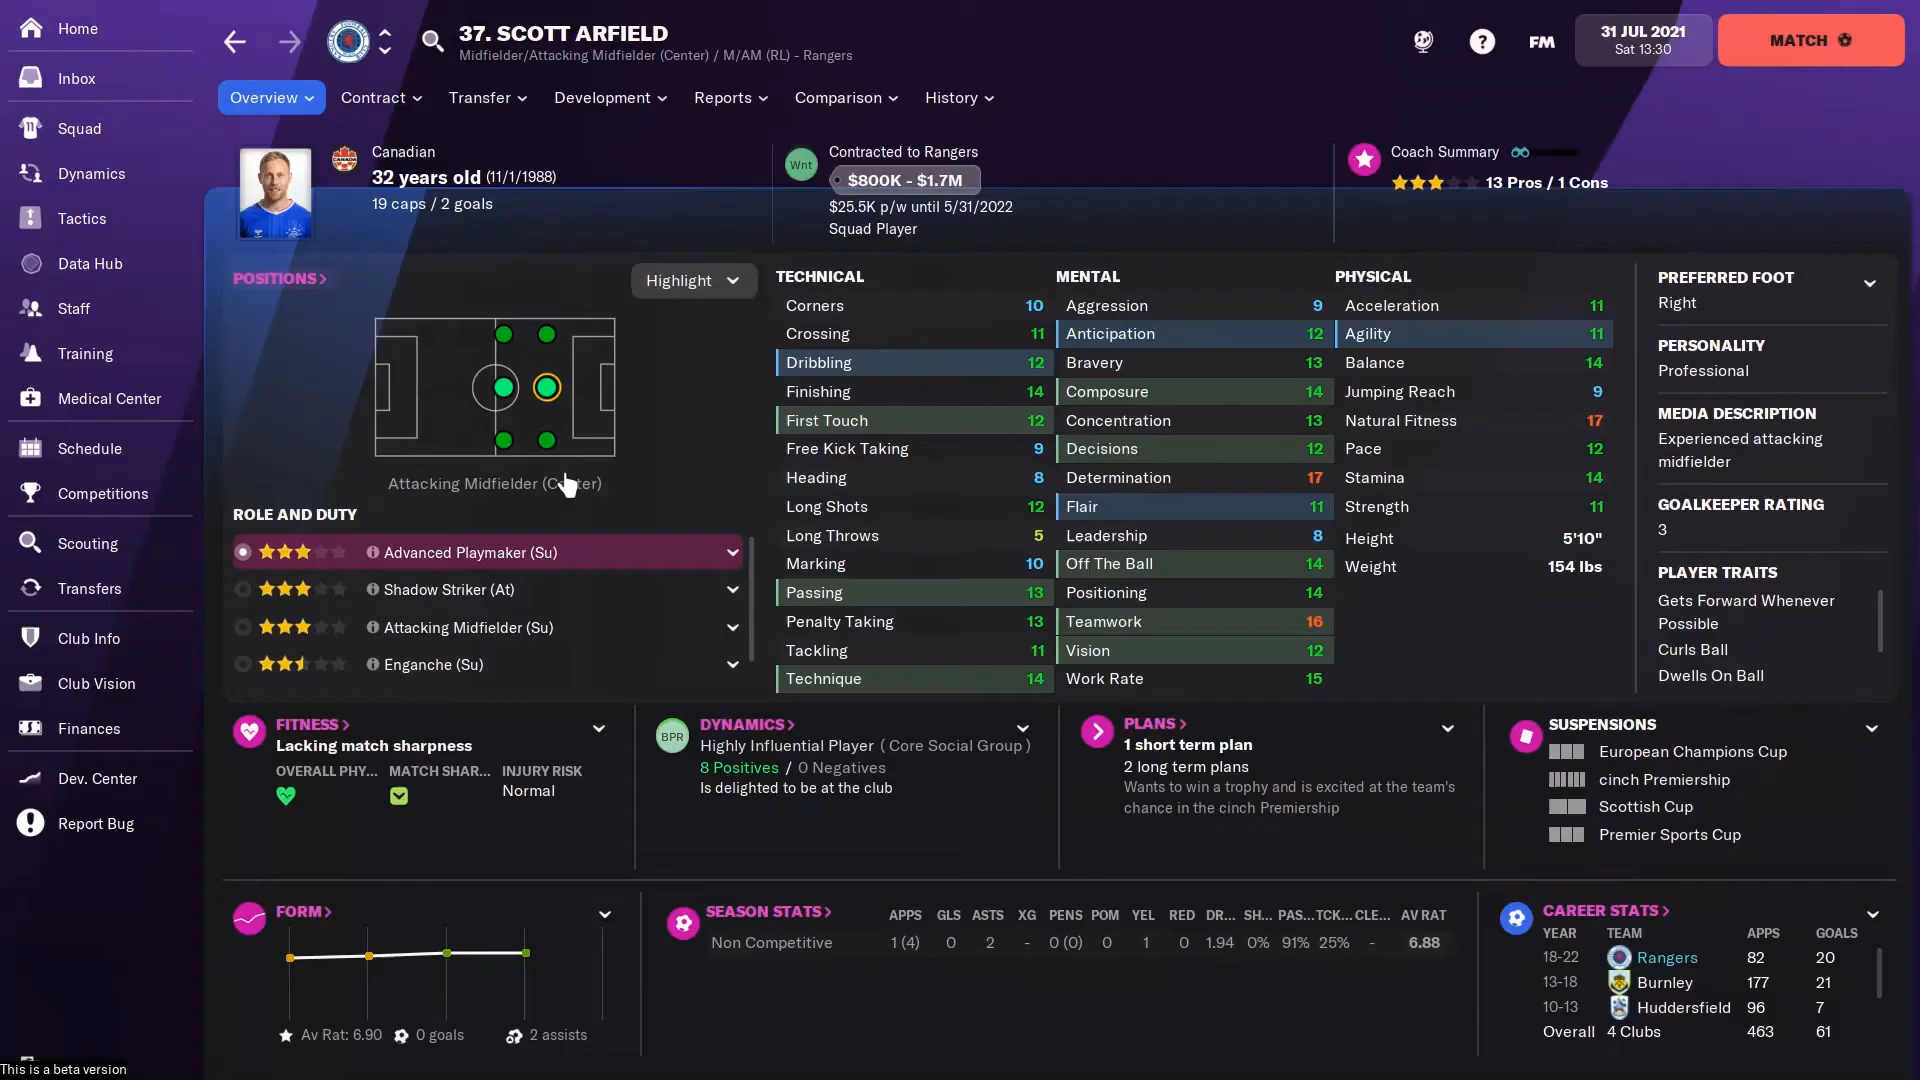 Home
Inbox
Squad
Dynamics
Tactics
Data Hub
Staff
Training
Medical Center
Schedule
Competitions
Scouting
Transfers
Club Info
Club Vision
Finances
Dev. Center
Report Bug
This is a beta version
37. SCOTT ARFIELD
Midfielder/Attacking Midfielder (Center) / M/AM (RL) - Rangers
FM
31 JUL 2021
Sat 13:30
MATCH
Overview
Contract
Transfer
Development
Reports
Comparison
History
Canadian
32 years old (11/1/1988)
19 caps / 2 goals
Wnt
Contracted to Rangers
$800K - $1.7M
$25.5K p/w until 5/31/2022
Squad Player
Coach Summary
13 Pros / 1 Cons
POSITIONS >
Highlight
Attacking Midfielder
ROLE AND DUTY
Advanced Playmaker (Su)
Shadow Striker (At)
Attacking Midfielder (Su)
Enganche (Su)
TECHNICAL
Corners 10
Crossing 11
Dribbling 12
Finishing 14
First Touch 12
Free Kick Taking 9
Heading 8
Long Shots 12
Long Throws 5
Marking 10
Passing 13
Penalty Taking 13
Tackling 11
Technique 14
MENTAL
Aggression 9
Anticipation 12
Bravery 13
Composure 14
Concentration 13
Decisions 12
Determination 17
Flair 11
Leadership 8
Off The Ball 14
Positioning 14
Teamwork 16
Vision 12
Work Rate 15
PHYSICAL
Acceleration 11
Agility 11
Balance 14
Jumping Reach 9
Natural Fitness 17
Pace 12
Stamina 14
Strength 11
Height 5'10"
Weight 154 lbs
PREFERRED FOOT
Right
PERSONALITY
Professional
MEDIA DESCRIPTION
Experienced attacking
midfielder
GOALKEEPER RATING
3
PLAYER TRAITS
Gets Forward Whenever
Possible
Curls Ball
Dwells On Ball
FITNESS >
Lacking match sharpness
OVERALL PHY... MATCH SHAR... INJURY RISK
Normal
BPR
DYNAMICS >
Highly Influential Player ( Core Social Group )
8 Positives / 0 Negatives
Is delighted to be at the club
PLANS >
1 short term plan
2 long term plans
Wants to win a trophy and is excited at the team's
chance in the cinch Premiership
SUSPENSIONS
European Champions Cup
cinch Premiership
Scottish Cup
Premier Sports Cup
FORM >
Av Rat: 6.90 0 goals 2 assists
SEASON STATS > APPS GLS ASTS XG PENS POM YEL RED DR... SH... PAS... TCK... CLE... AV RAT
Non Competitive 1 (4) 0 2 - 0 (0) 0 1 0 1.94 0% 91% 25% - 6.88
CAREER STATS >
YEAR TEAM APPS GOALS
18-22 Rangers 82 20
13-18 Burnley 177 21
10-13 Huddersfield 96 7
Overall 4 Clubs 463 61